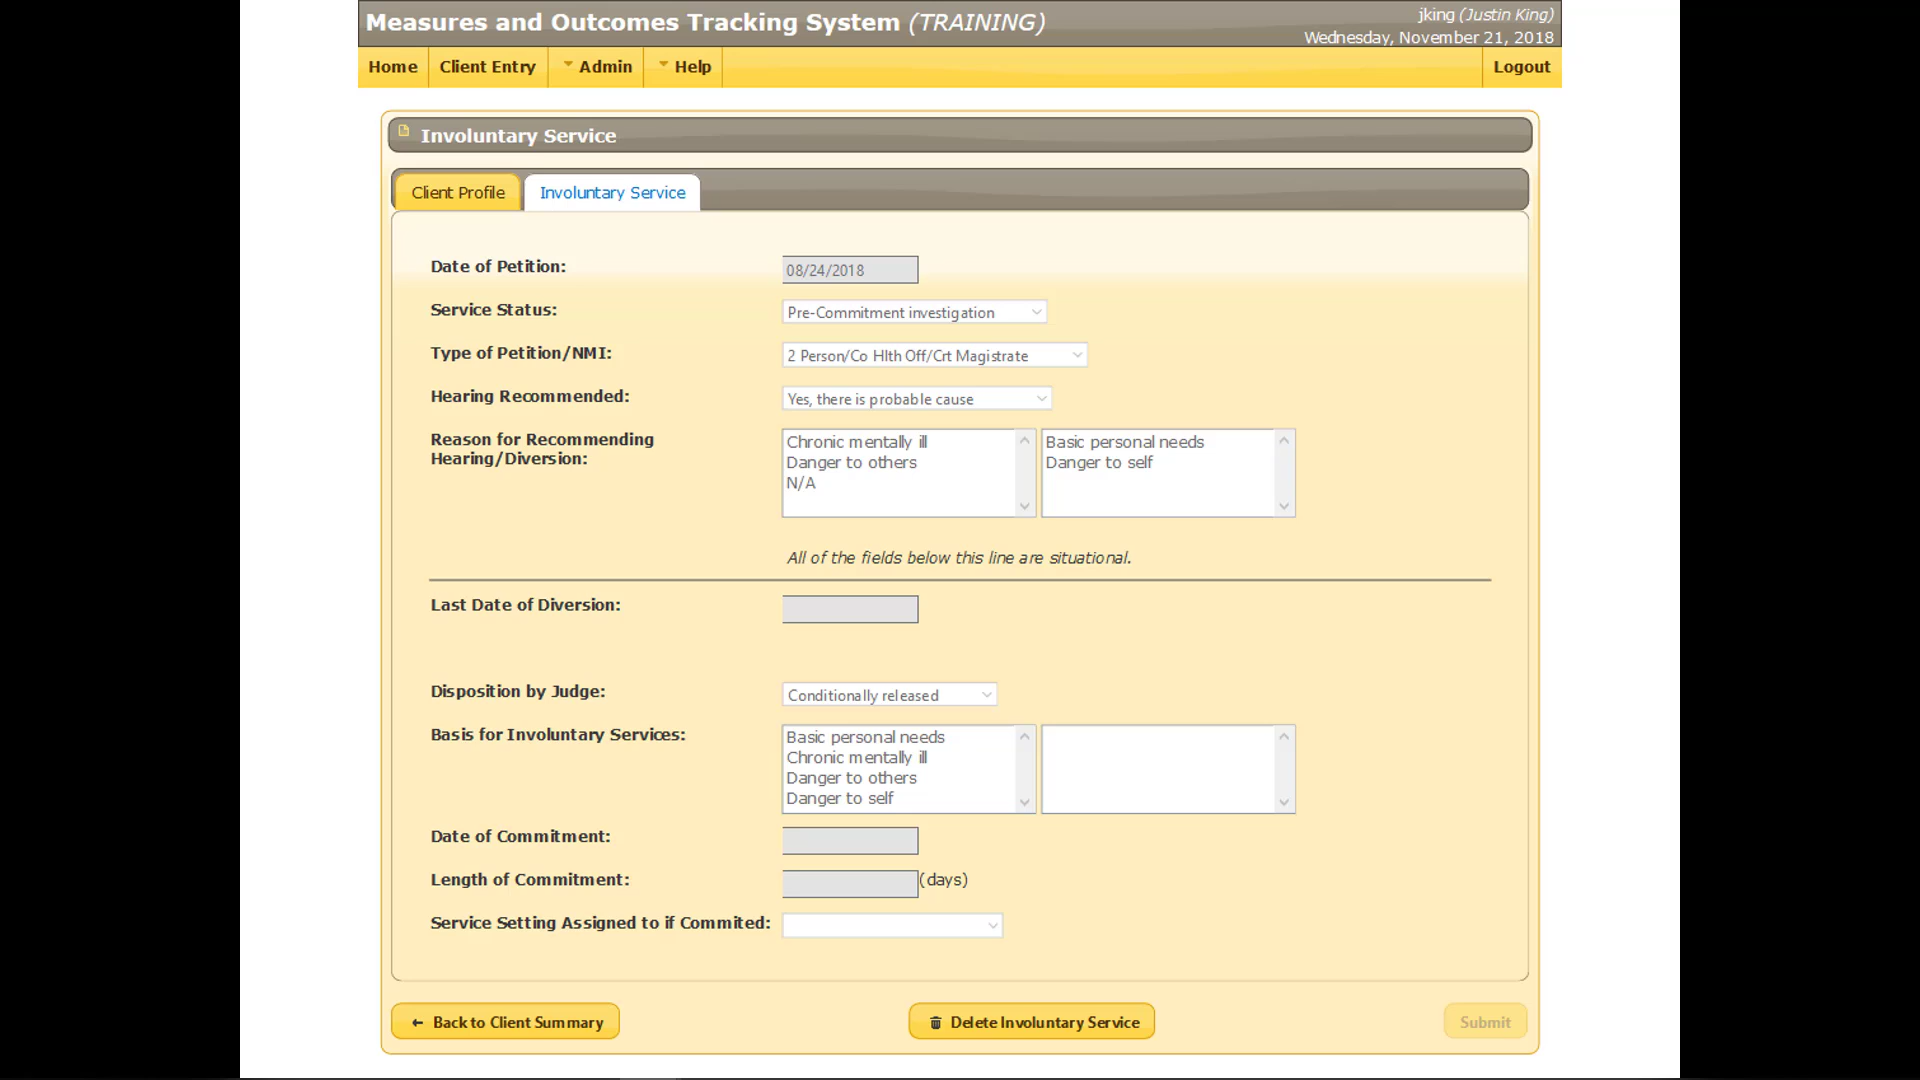 Measures and Outcomes Tracking System (TRAINING)
jking (Justin King)
Wednesday, November 21, 2018
Home Client Entry Admin Help Logout
Involuntary Service
Client Profile Involuntary Service
Date of Petition: 08/24/2018
Service Status: Pre-Commitment investigation
Type of Petition/NMI: 2 Person/Co Hlth Off/Crt Magistrate
Hearing Recommended: Yes, there is probable cause
Reason for Recommending
Hearing/Diversion:
Chronic mentally ill
Danger to others
N/A
Basic personal needs
Danger to self
All of the fields below this line are situational.
Last Date of Diversion:
Disposition by Judge: Conditionally released
Basis for Involuntary Services:
Basic personal needs
Chronic mentally ill
Danger to others
Danger to self
Date of Commitment:
Length of Commitment: (days)
Service Setting Assigned to if Commited:
Back to Client Summary Delete Involuntary Service Submit